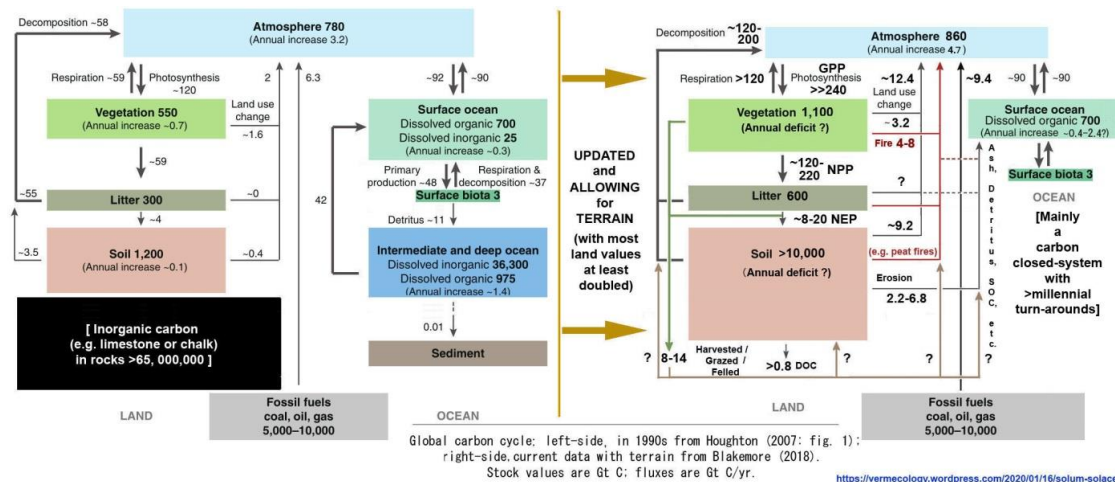 Decomposition ~58
Atmosphere 780
(Annual increase 3.2)
Respiration ~59
Photosynthesis
~120
2
6.3
~92
~90
Vegetation 550
(Annual increase ~0.7)
Land use
change
~1.6
~59
~55
Litter 300
~0
~4
Soil 1,200
(Annual increase ~0.1)
~3.5
~0.4
[ Inorganic carbon
(e.g. limestone or chalk)
in rocks >65, 000,000 ]
LAND
Fossil fuels
coal, oil, gas
5,000–10,000
Surface ocean
Dissolved organic 700
Dissolved inorganic 25
(Annual increase ~0.3)
Primary
production ~48
Respiration &
decomposition ~37
Surface biota 3
42
Detritus ~11
Intermediate and deep ocean
Dissolved inorganic 36,300
Dissolved organic 975
(Annual increase ~1.4)
0.01
Sediment
OCEAN
UPDATED
and
ALLOWING
for
TERRAIN
(with most
land values
at least
doubled)
Decomposition ~120-
200
Atmosphere 860
(Annual increase 4.7)
Respiration >120
GPP
Photosynthesis
>>240
~12.4
Land use
change
~9.4
~90
~90
Vegetation 1,100
(Annual deficit ?)
~3.2
Fire 4-8
~120-
220 NPP
Litter 600
?
~8-20 NEP
Soil >10,000
(Annual deficit ?)
~9.2
(e.g. peat fires)
Erosion
2.2-6.8
Ash, Detritus, SOC, etc.
Surface ocean
Dissolved organic 700
(Annual increase ~0.4-2.4?)
Surface biota 3
OCEAN
[Mainly
a
carbon
closed-system
with
>millennial
turn-arounds]
?
8-14
Harvested /
Grazed /
Felled
>0.8 DOC
?
?
?
LAND
Fossil fuels
coal, oil, gas
5,000–10,000
Global carbon cycle: left-side, in 1990s from Houghton (2007: fig. 1);
right-side.current data with terrain from Blakemore (2018).
Stock values are Gt C; fluxes are Gt C/yr.
https://vermecology.wordpress.com/2020/01/16/solum-solace